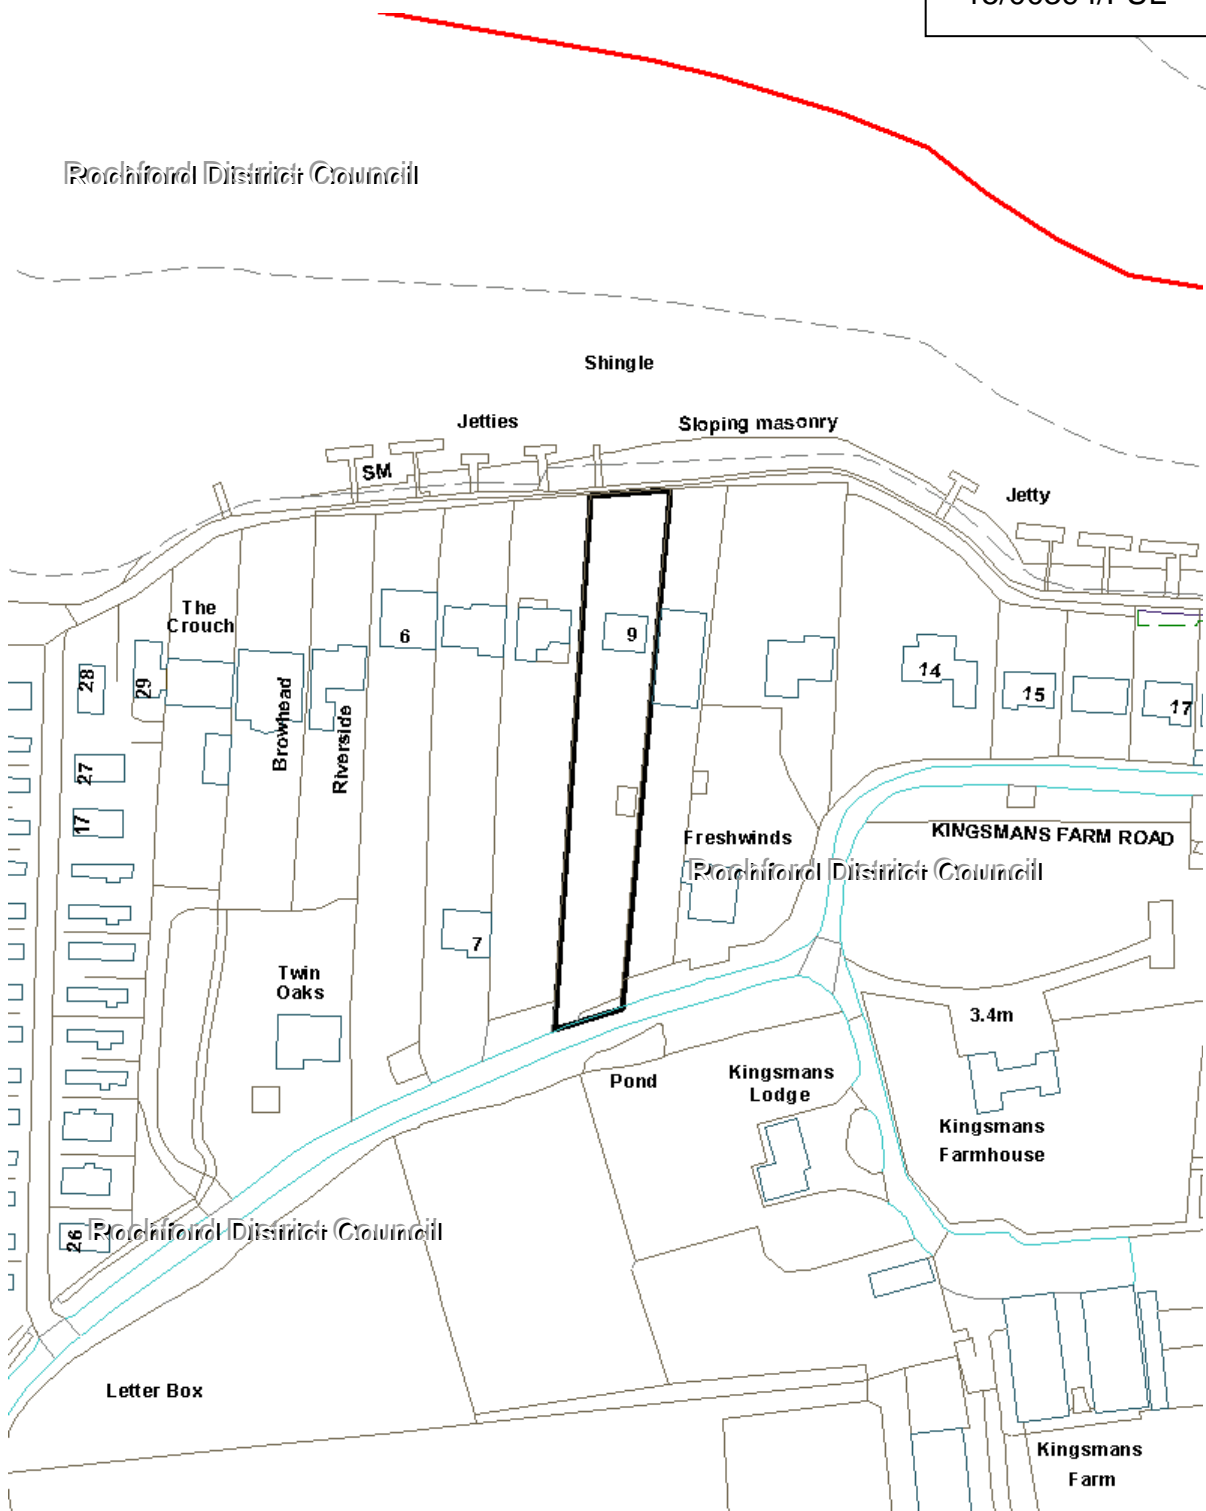 Rochford District Council
Shingle
Jetties
Sloping masonry
SM
Jetty
The
Crouch
6
9
14
15
17
28
29
Browhead
Riverside
27
17
Freshwinds
KINGSMANS FARM ROAD
Rochford District Council
7
Twin
Oaks
3.4m
Pond
Kingsmans
Lodge
Kingsmans
Farmhouse
26
Rochford District Council
Letter Box
Kingsmans
Farm